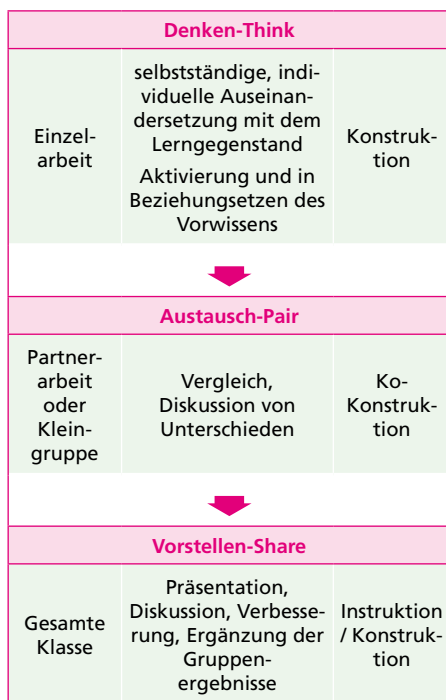 Denken-Think
Einzel-
arbeit
selbstständige, indi-
viduelle Auseinan-
dersetzung mit dem
Lerngegenstand
Aktivierung und in
Beziehungsetzen des
Vorwissens
Konstruk-
tion
Austausch-Pair
Partner-
arbeit
oder
Klein-
gruppe
Vergleich,
Diskussion von
Unterschieden
Ko-
Konstruk-
tion
Vorstellen-Share
Gesamte
Klasse
Präsentation,
Diskussion, Verbesse-
rung, Ergänzung der
Gruppen-
ergebnisse
Instruktion
/ Konstruk-
tion